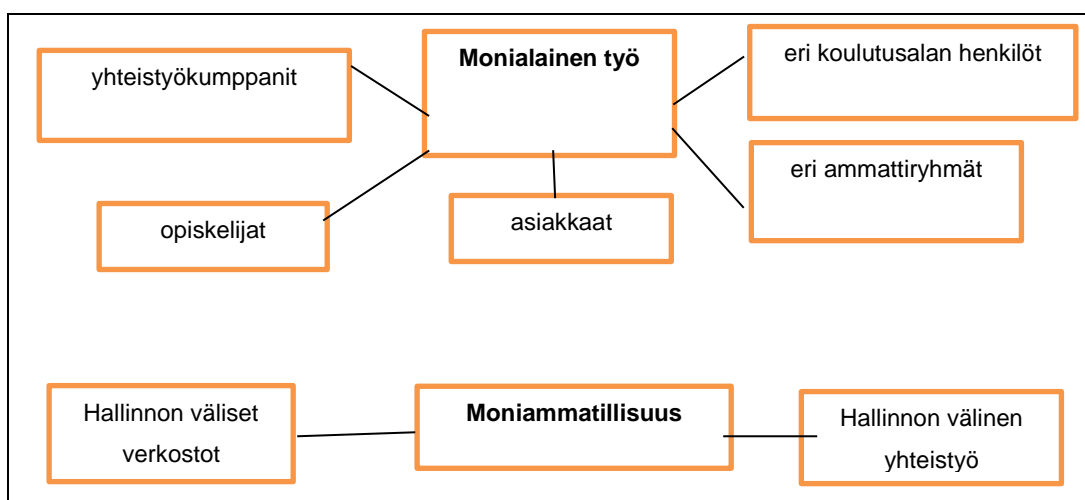 yhteistyökumppanit
Monialainen työ
eri koulutusalan henkilöt
opiskelijat
asiakkaat
eri ammattiryhmät
Hallinnon väliset
verkostot
Moniammatillisuus
Hallinnon välinen
yhteistyö